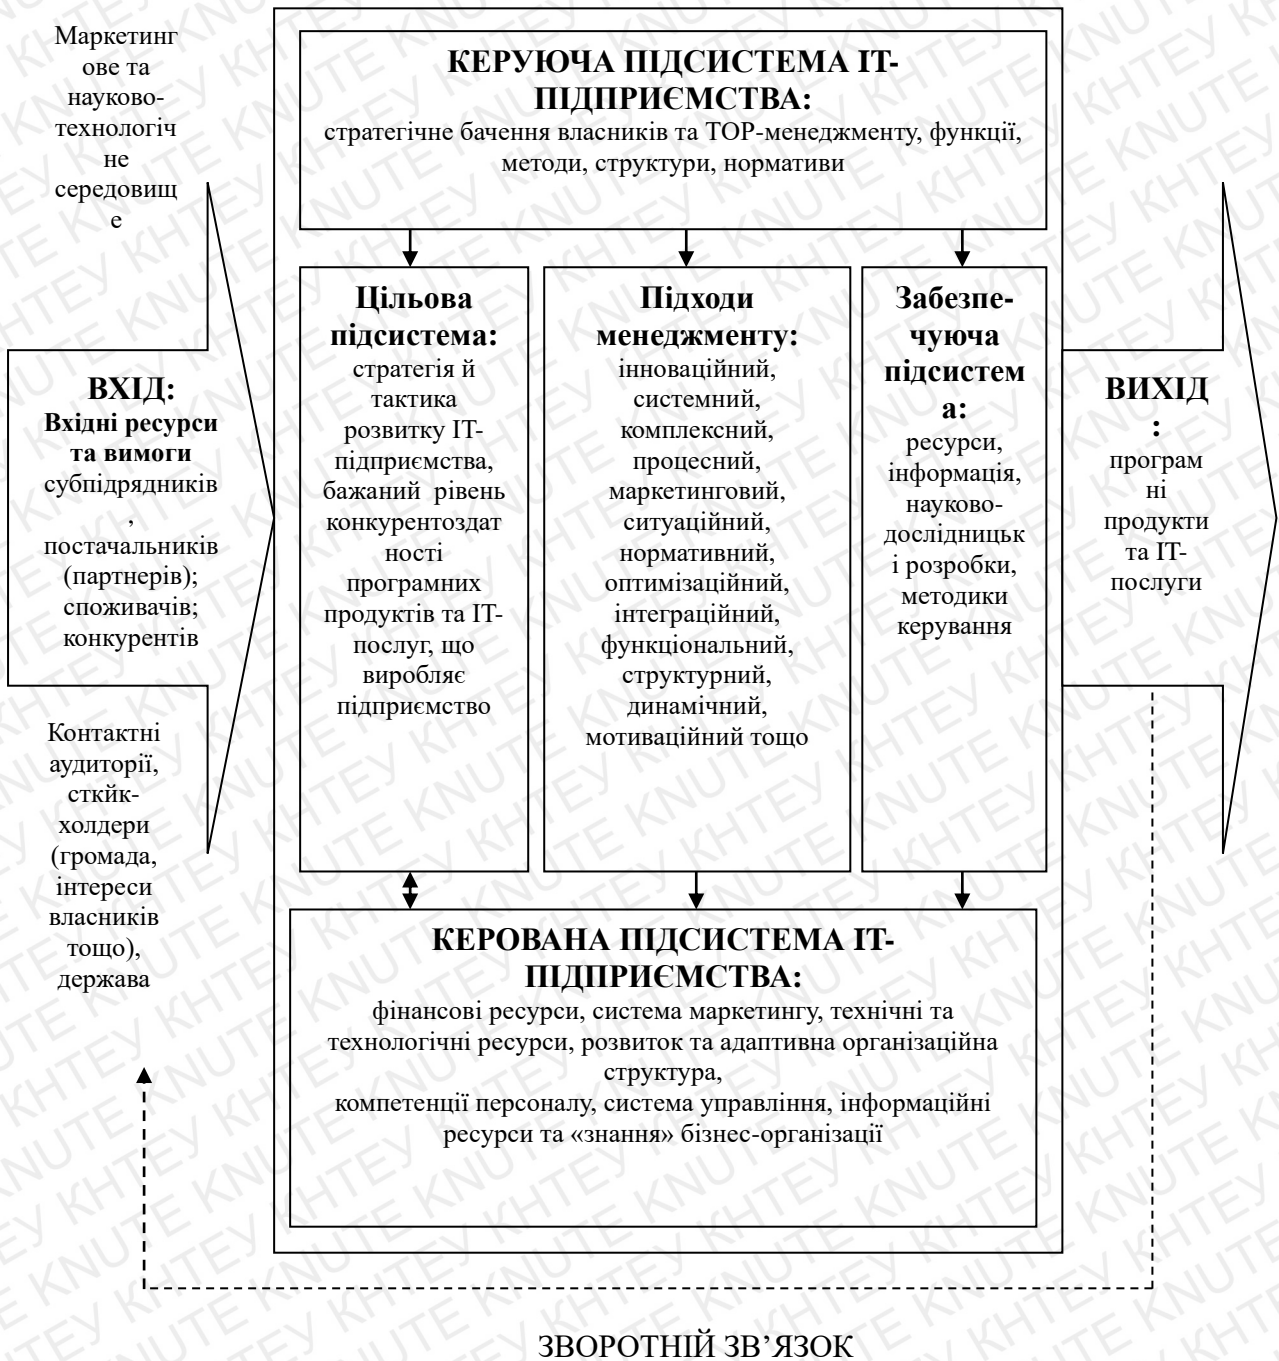 Маркетинг
ове та
науково-
технологіч
не
середовищ
е
КЕРУЮЧА ПІДСИСТЕМА ІТ-
ПІДПРИЄМСТВА:
стратегічне бачення власників та ТОР-менеджменту, функції,
методи, структури, нормативи
ВХІД:
Вхідні ресурси
та вимоги
субпідрядників
,
постачальників
(партнерів);
споживачів;
конкурентів
Цільова
підсистема:
стратегія й
тактика
розвитку ІТ-
підприємства,
бажаний рівень
конкурентоздат
ності
програмних
продуктів та ІТ-
послуг, що
виробляє
підприємство
Підходи
менеджменту:
інноваційний,
системний,
комплексний,
процесний,
маркетинговий,
ситуаційний,
нормативний,
оптимізаційний,
інтеграційний,
функціональний,
структурний,
динамічний,
мотиваційний тощо
Забезпе-
чуюча
підсистем
а:
ресурси,
інформація,
науково-
дослідницьк
і розробки,
методики
керування
ВИХІД
:
програм
ні
продукти
та ІТ-
послуги
Контактні
аудиторії,
сткйк-
холдери
(громада,
інтереси
власників
тощо),
держава
КЕРОВАНА ПІДСИСТЕМА ІТ-
ПІДПРИЄМСТВА:
фінансові ресурси, система маркетингу, технічні та
технологічні ресурси, розвиток та адаптивна організаційна
структура,
компетенції персоналу, система управління, інформаційні
ресурси та «знання» бізнес-організації
ЗВОРОТНІЙ ЗВ’ЯЗОК